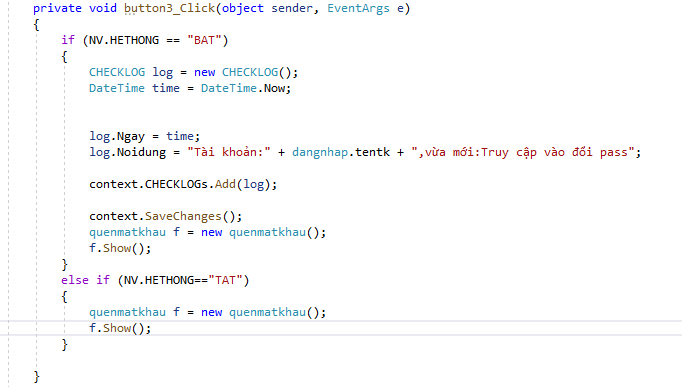 private void button3_Click(object sender, EventArgs e)
{
if (NV.HETHONG == "BAT")
{
CHECKLOG log = new CHECKLOG();
DateTime time = DateTime.Now;
log.Ngay = time;
log.Noidung = "Tài khoản:" + dangnhap.tentk + ",vừa mới:Truy cập vào đổi pass";
context.CHECKLOGs.Add(log);
context.SaveChanges();
quenmatkhau f = new quenmatkhau();
f.Show();
}
else if (NV.HETHONG=="TAT")
{
quenmatkhau f = new quenmatkhau();
f.Show();
}
}